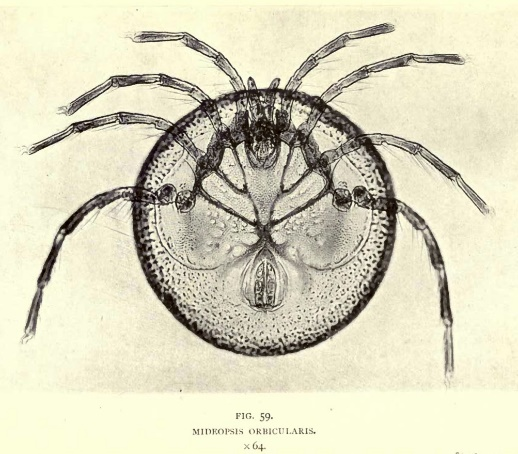 FIG. 59.
MIDEOPSIS ORBICULARIS.
×64